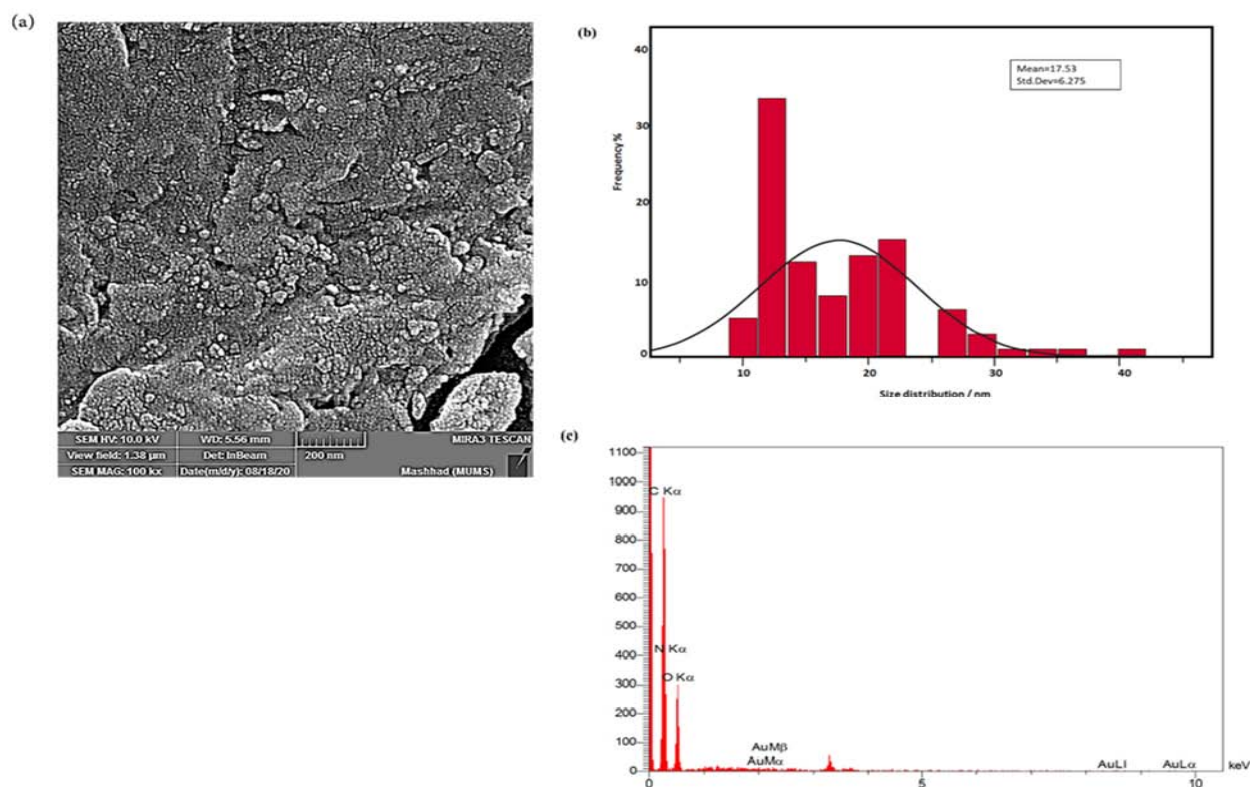 (a)
SEM HV: 10.0 kV WD: 5.56 mm MIRA3 TESCAN
View field: 1.38 µm Det: InBeam 200 nm
SEM MAG: 100 kx Date(m/d/y): 08/18/20 Mashhad (MUMS)
(b)
Mean=17.53
Std.Dev=6.275
Frequency%
40
30
20
10
0
10 20 30 40
Size distribution / nm
(c)
1100
1000
900
800
700
600
500
400
300
200
100
0
C Kα
N Kα
O Kα
AuMβ
AuMα
AuLl
AuLα
0 5 10 keV